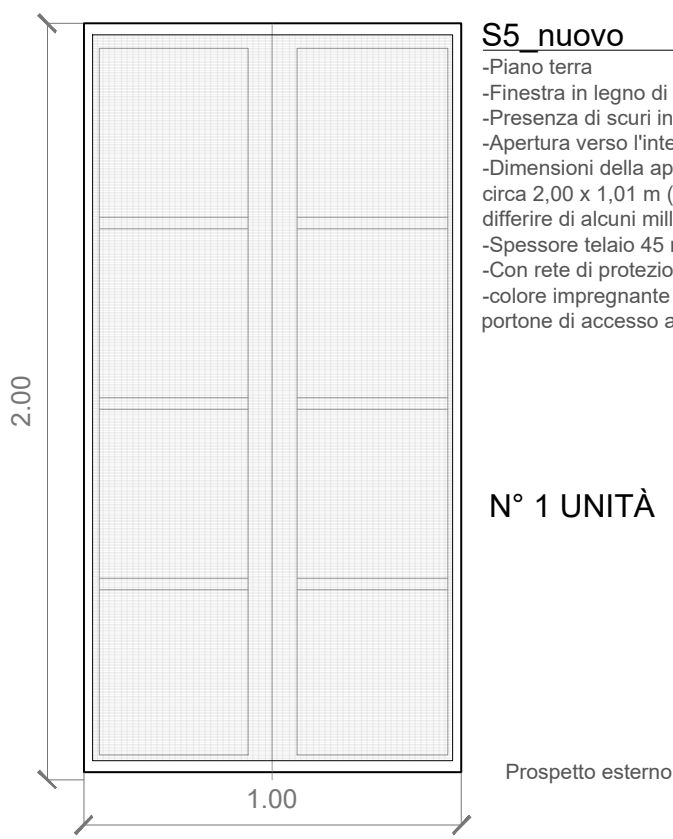 S5_nuovo
-Piano terra
-Finestra in legno di
-Presenza di scuri in
-Apertura verso l'inte
-Dimensioni della ap
circa 2,00 x 1,01 m (
differire di alcuni mill
-Spessore telaio 45
-Con rete di protezio
-colore impregnante
portone di accesso a
2.00
N° 1 UNITÀ
Prospetto esterno
1.00